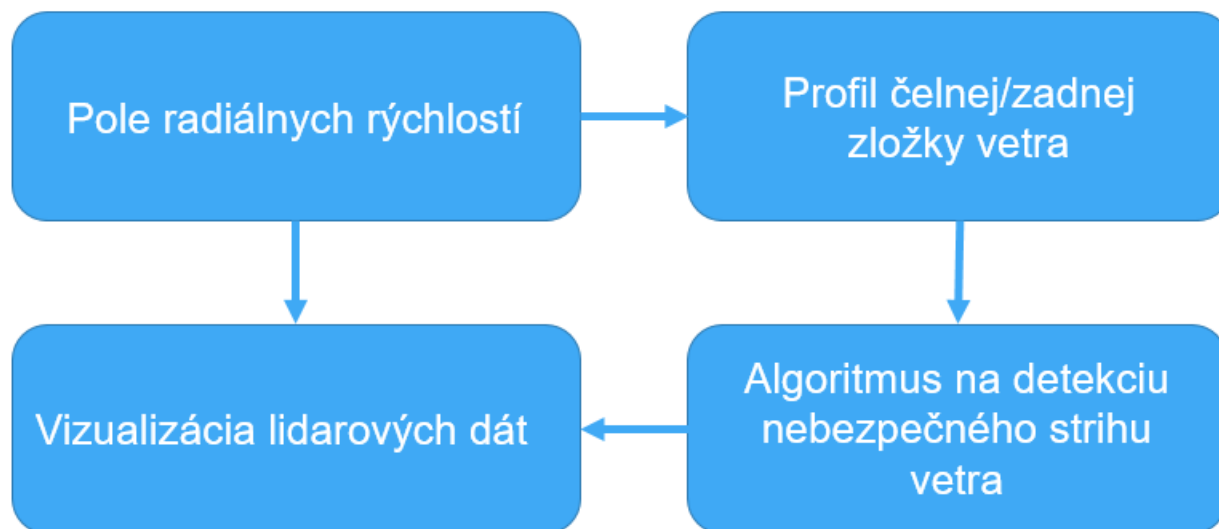 Pole radiálnych rýchlostí
Profil čelnej/zadnej
zložky vetra
Vizualizácia lidarových dát
Algoritmus na detekciu
nebezpečného strihu
vetra